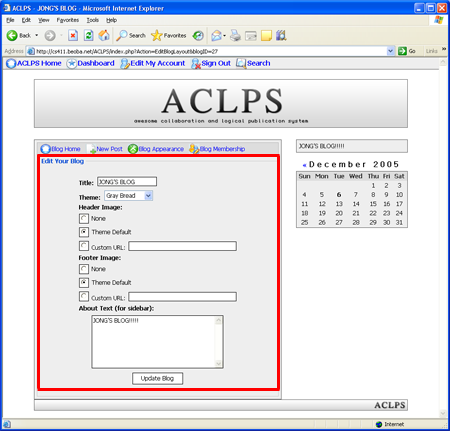 ACLPS - JONG'S BLOG - Microsoft Internet Explorer
File Edit View Favorites Tools Help
Back Search Favorites
Address http://cs411.beoba.net/ACLPS/index.php?Action=EditBlogLayout&blogID=27 Go Links
ACLPS Home Dashboard Edit My Account Sign Out Search
ACLPS
awesome collaboration and logical publication system.
Blog Home New Post Blog Appearance Blog Membership
Edit Your Blog
Title: JONG'S BLOG
Theme: Gray Bread
Header Image:
None
Theme Default
Custom URL:
Footer Image:
None
Theme Default
Custom URL:
About Text (for sidebar):
JONG'S BLOG!!!!!
Update Blog
JONG'S BLOG!!!!!
« December 2005
Sun Mon Tue Wed Thu Fri Sat
1 2 3
4 5 6 7 8 9 10
11 12 13 14 15 16 17
18 19 20 21 22 23 24
25 26 27 28 29 30 31
ACLPS
Internet